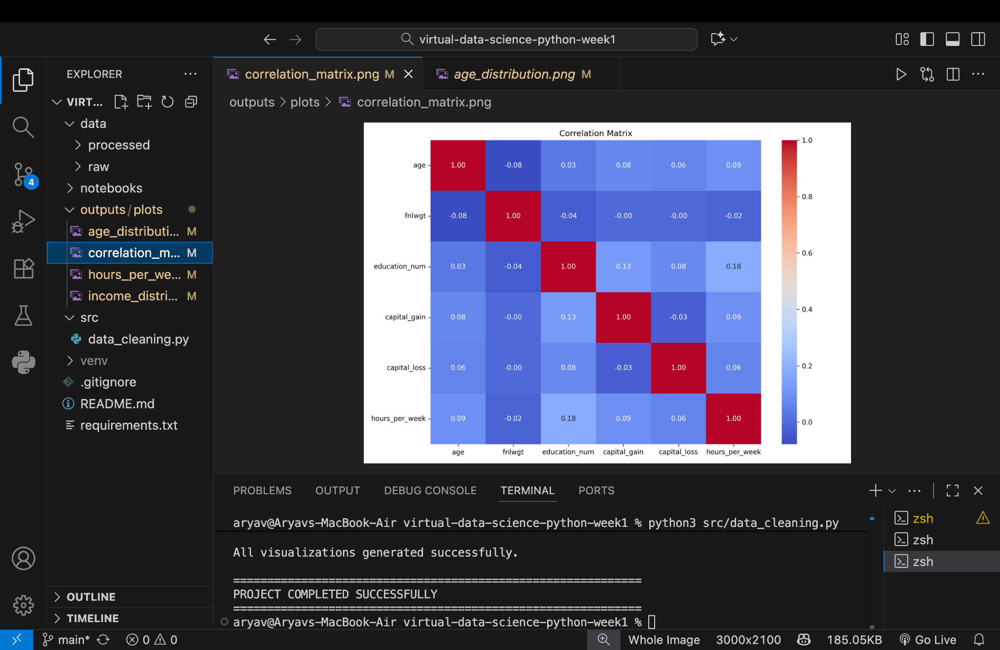 virtual-data-science-python-week1
EXPLORER
VIRT...
data
processed
raw
notebooks
outputs/plots
age_distributi... M
correlation_m... M
hours_per_we... M
income_distri... M
src
data_cleaning.py
venv
.gitignore
README.md
requirements.txt
OUTLINE
TIMELINE
4
correlation_matrix.png M
age_distribution.png M
outputs > plots > correlation_matrix.png
Correlation Matrix
age 1.00 -0.08 0.03 0.08 0.06 0.09
fnlwgt -0.08 1.00 -0.04 -0.00 -0.00 -0.02
education_num 0.03 -0.04 1.00 0.13 0.08 0.18
capital_gain 0.08 -0.00 0.13 1.00 -0.03 0.09
capital_loss 0.06 -0.00 0.08 -0.03 1.00 0.06
hours_per_week 0.09 -0.02 0.18 0.09 0.06 1.00
age fnlwgt education_num capital_gain capital_loss hours_per_week
1.0
0.8
0.6
0.4
0.2
0.0
PROBLEMS OUTPUT DEBUG CONSOLE TERMINAL PORTS
aryav@Aryavs-MacBook-Air virtual-data-science-python-week1 % python3 src/data_cleaning.py
All visualizations generated successfully.
============================================================
PROJECT COMPLETED SUCCESSFULLY
============================================================
aryav@Aryavs-MacBook-Air virtual-data-science-python-week1 %
zsh
zsh
zsh
main* 0 0 Whole Image 3000x2100 185.05KB Go Live